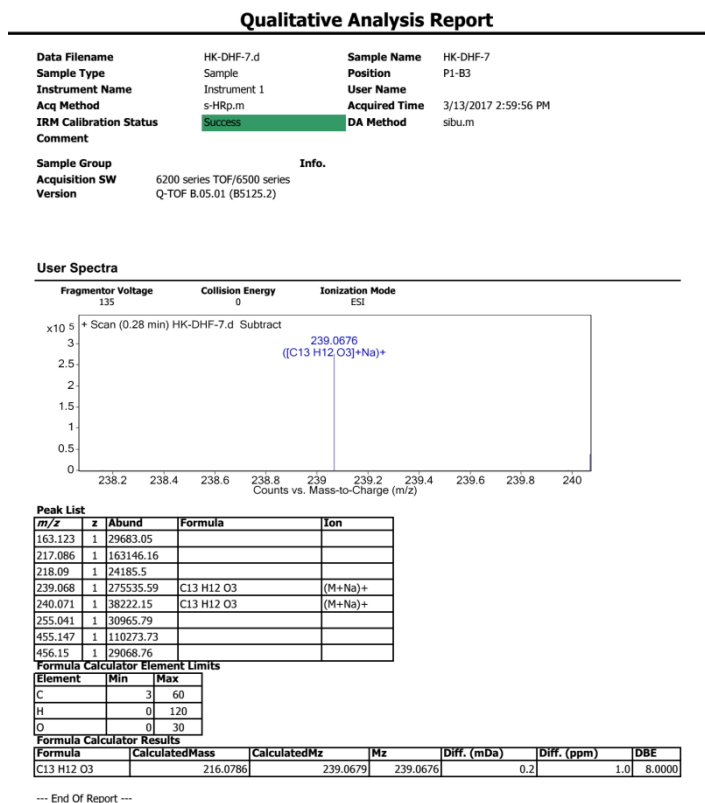 Qualitative Analysis Report
Data Filename HK-DHF-7.d Sample Name HK-DHF-7
Sample Type Sample Position P1-B3
Instrument Name Instrument 1 User Name
Acq Method s-HRp.m Acquired Time 3/13/2017 2:59:56 PM
IRM Calibration Status Success DA Method sibu.m
Comment
Sample Group Info.
Acquisition SW 6200 series TOF/6500 series
Version Q-TOF B.05.01 (B5125.2)
User Spectra
Fragmentor Voltage Collision Energy Ionization Mode
135 0 ESI
x10 5 + Scan (0.28 min) HK-DHF-7.d Subtract
239.0676
([C13 H12 O3]+Na)+
3
2.5
2
1.5
1
0.5
0
238.2 238.4 238.6 238.8 239 239.2 239.4 239.6 239.8 240
Counts vs. Mass-to-Charge (m/z)
Peak List
m/z z Abund Formula Ion
163.123 1 29683.05
217.086 1 163146.16
218.09 1 24185.5
239.068 1 275535.59 C13 H12 O3 (M+Na)+
240.071 1 38222.15 C13 H12 O3 (M+Na)+
255.041 1 30965.79
455.147 1 110273.73
456.15 1 29068.76
Formula Calculator Element Limits
Element Min Max
C 3 60
H 0 120
O 0 30
Formula Calculator Results
Formula CalculatedMass CalculatedMz Mz Diff. (mDa) Diff. (ppm) DBE
C13 H12 O3 216.0786 239.0679 239.0676 0.2 1.0 8.0000
--- End Of Report ---